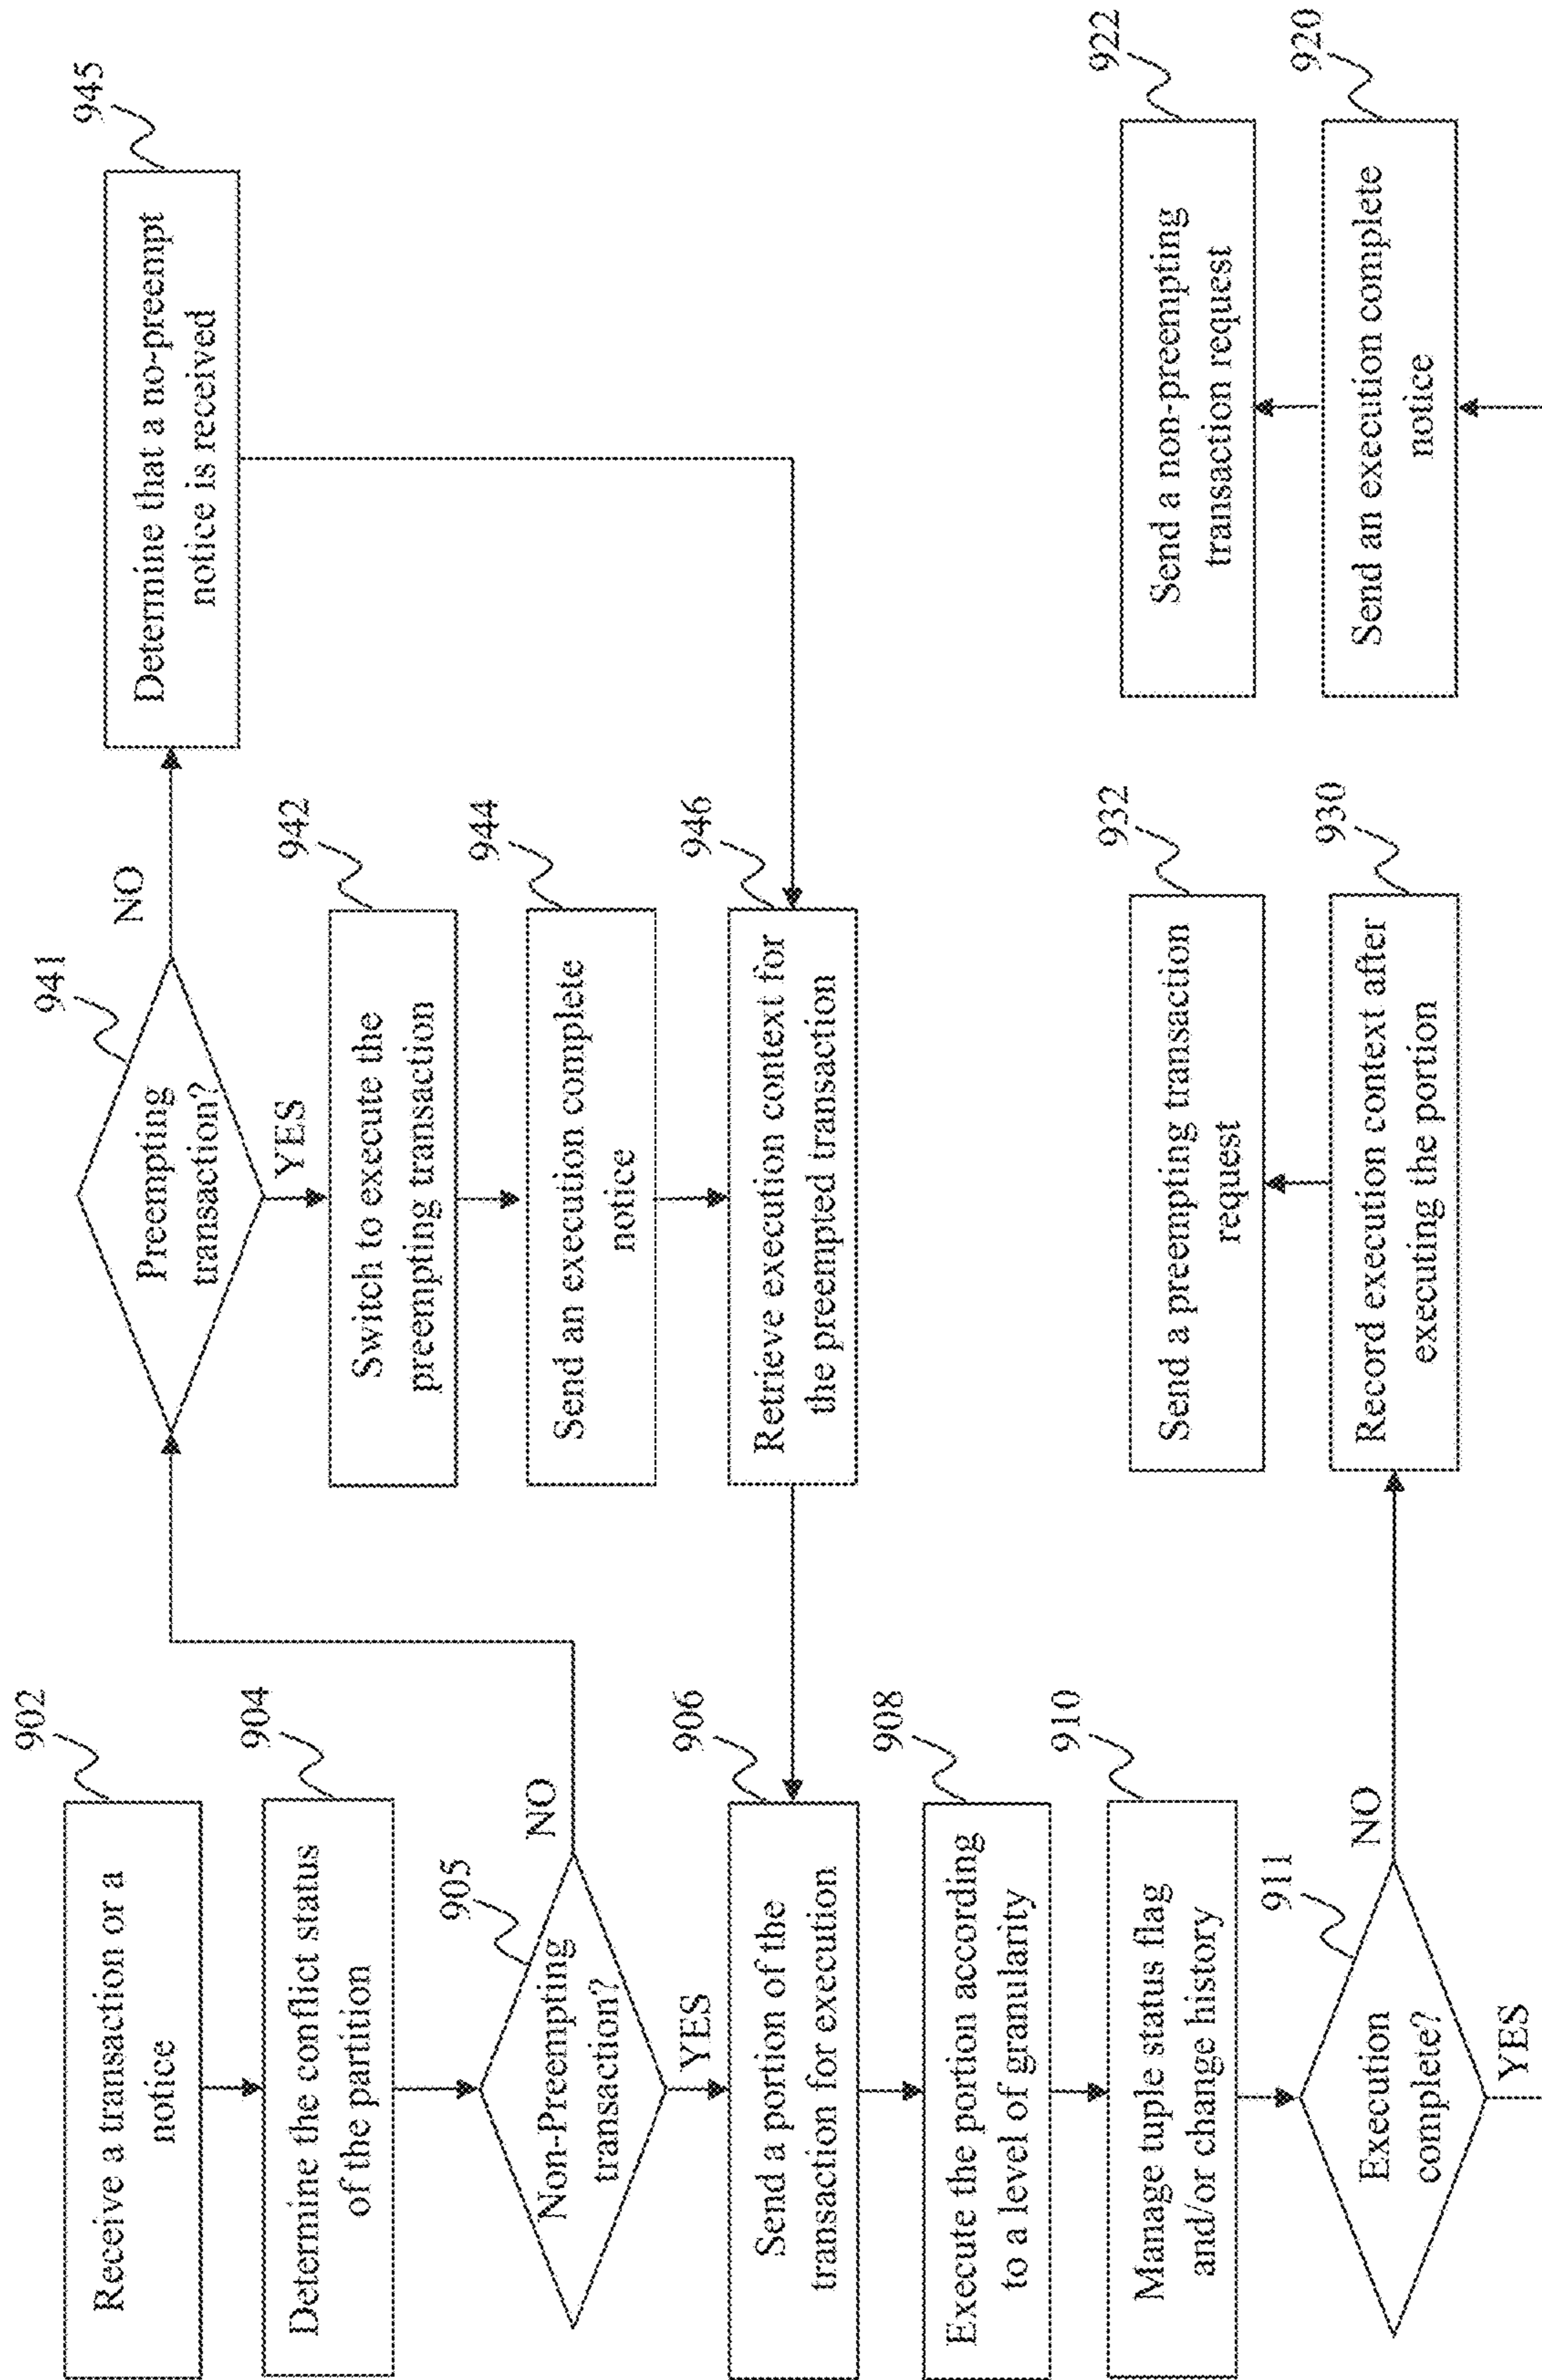 902
Receive a transaction or a
notice
904
Determine the conflict status
of the partition
905
Non-Preempting
transaction?
NO
YES
906
Send a portion of the
transaction for execution
908
Execute the portion according
to a level of granularity
910
Manage tuple status flag
and/or change history
911
Execution
complete?
NO
YES
941
Preempting
transaction?
NO
YES
942
Switch to execute the
preempting transaction
944
Send an execution complete
notice
946
Retrieve execution context for
the preempted transaction
945
Determine that a no-preempt
notice is received
932
Send a preempting transaction
request
930
Record execution context after
executing the portion
922
Send a non-preempting
transaction request
920
Send an execution complete
notice